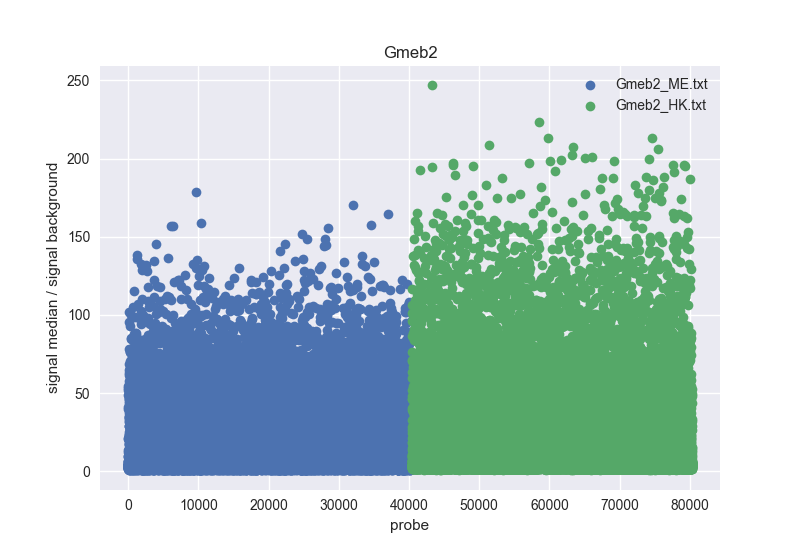 Gmeb2
Gmeb2_ME.txt
Gmeb2_HK.txt
signal median / signal background
250
200
150
100
50
0
0 10000 20000 30000 40000 50000 60000 70000 80000
probe